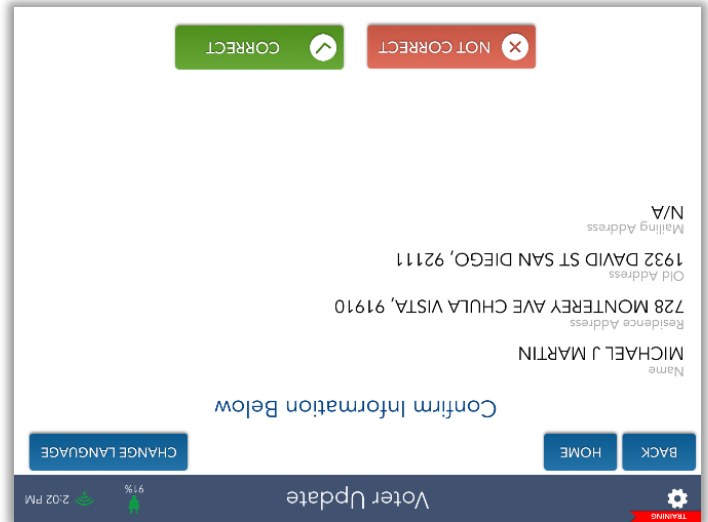 TRAINING
Voter Update
91%
2:02 PM
BACK
HOME
CHANGE LANGUAGE
Confirm Information Below
Name
MICHAEL J MARTIN
Residence Address
728 MONTEREY AVE CHULA VISTA, 91910
Old Address
1932 DAVID ST SAN DIEGO, 92111
Mailing Address
N/A
NOT CORRECT
CORRECT